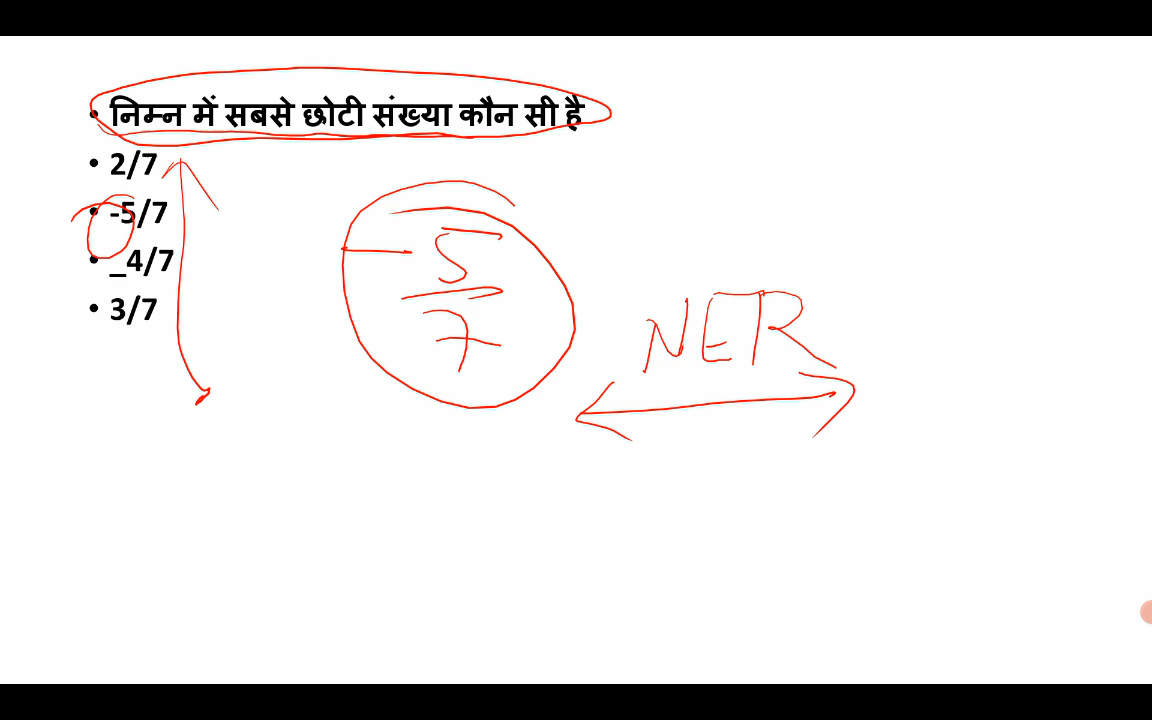 • निम्न में सबसे छोटी संख्या कौन सी है
• 2/7
• -5/7
• _4/7
• 3/7
-5/7
NER